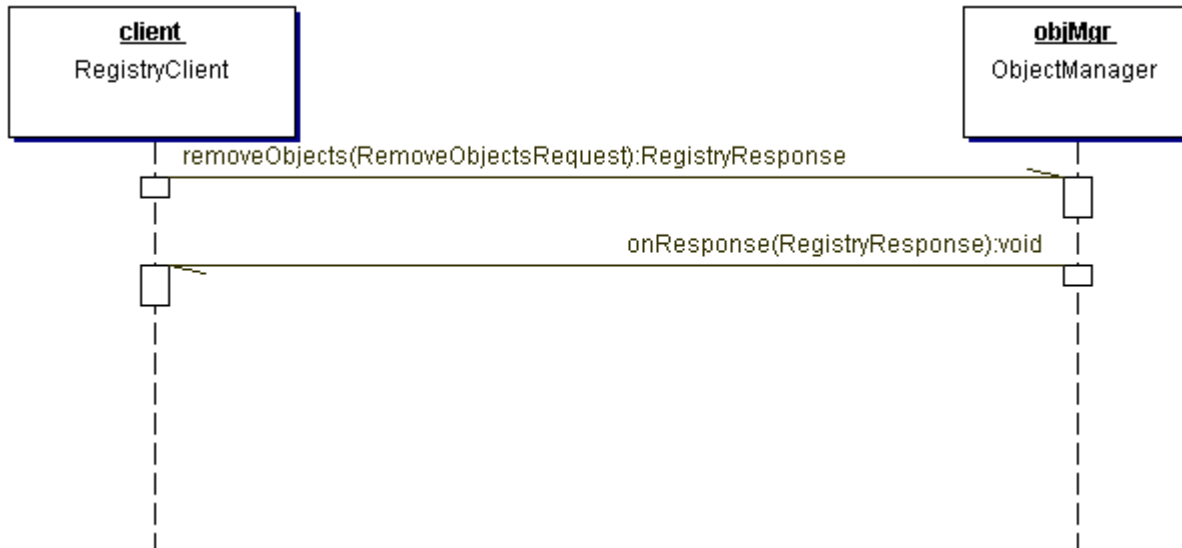 client
RegistryClient
objMgr
ObjectManager
removeObjects(RemoveObjectsRequest):RegistryResponse
onResponse(RegistryResponse):void